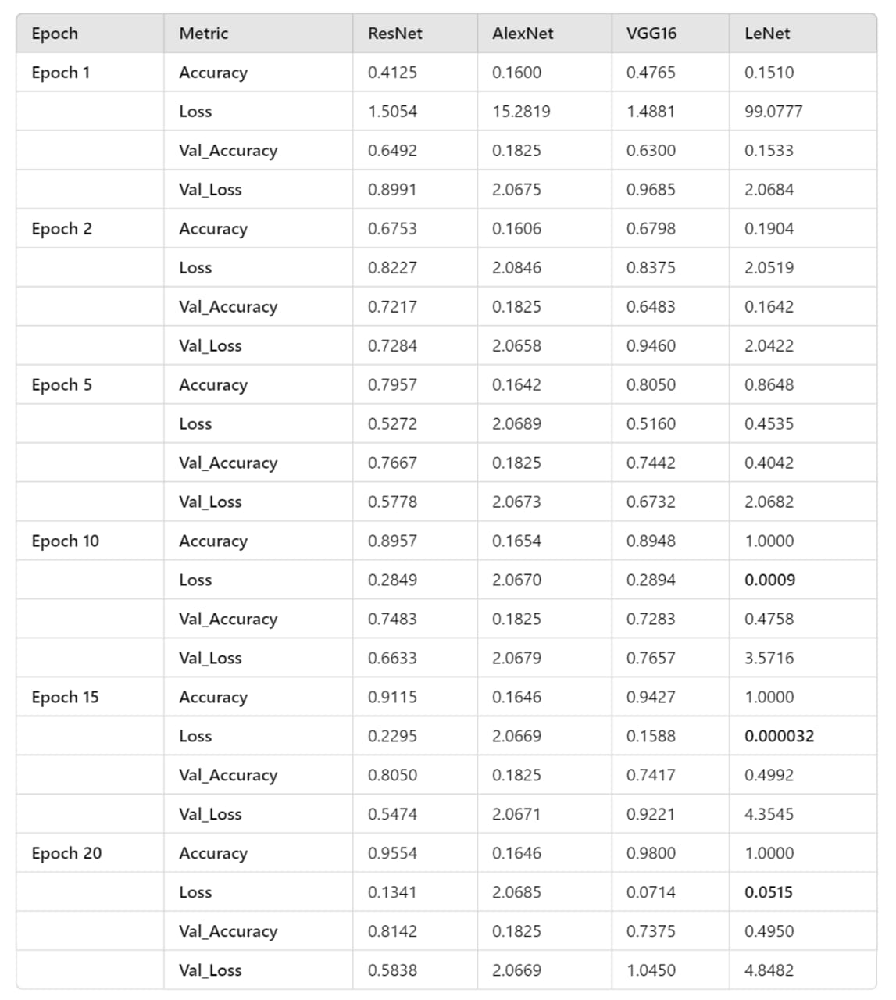 Epoch Metric ResNet AlexNet VGG16 LeNet
Epoch 1 Accuracy 0.4125 0.1600 0.4765 0.1510
Loss 1.5054 15.2819 1.4881 99.0777
Val_Accuracy 0.6492 0.1825 0.6300 0.1533
Val_Loss 0.8991 2.0675 0.9685 2.0684
Epoch 2 Accuracy 0.6753 0.1606 0.6798 0.1904
Loss 0.8227 2.0846 0.8375 2.0519
Val_Accuracy 0.7217 0.1825 0.6483 0.1642
Val_Loss 0.7284 2.0658 0.9460 2.0422
Epoch 5 Accuracy 0.7957 0.1642 0.8050 0.8648
Loss 0.5272 2.0689 0.5160 0.4535
Val_Accuracy 0.7667 0.1825 0.7442 0.4042
Val_Loss 0.5778 2.0673 0.6732 2.0682
Epoch 10 Accuracy 0.8957 0.1654 0.8948 1.0000
Loss 0.2849 2.0670 0.2894 0.0009
Val_Accuracy 0.7483 0.1825 0.7283 0.4758
Val_Loss 0.6633 2.0679 0.7657 3.5716
Epoch 15 Accuracy 0.9115 0.1646 0.9427 1.0000
Loss 0.2295 2.0669 0.1588 0.000032
Val_Accuracy 0.8050 0.1825 0.7417 0.4992
Val_Loss 0.5474 2.0671 0.9221 4.3545
Epoch 20 Accuracy 0.9554 0.1646 0.9800 1.0000
Loss 0.1341 2.0685 0.0714 0.0515
Val_Accuracy 0.8142 0.1825 0.7375 0.4950
Val_Loss 0.5838 2.0669 1.0450 4.8482